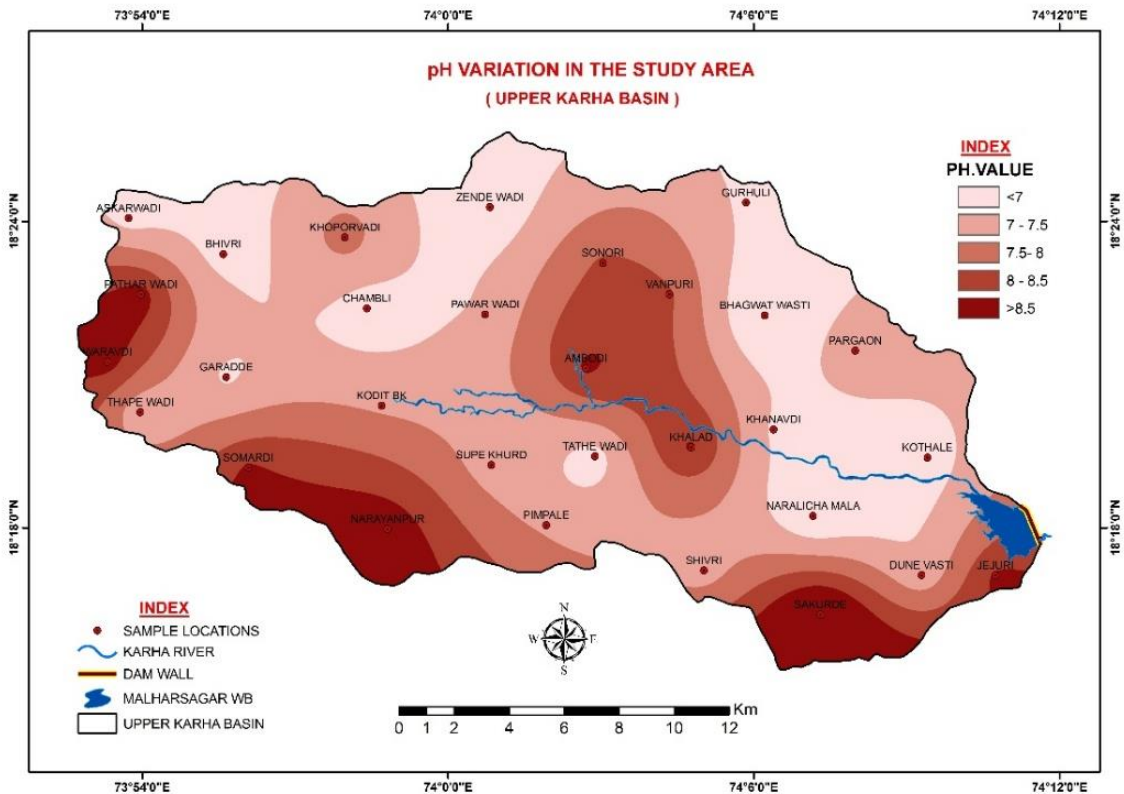 73°54'0"E 74°0'0"E 74°6'0"E 74°12'0"E
pH VARIATION IN THE STUDY AREA
( UPPER KARHA BASIN )
INDEX
PH.VALUE
<7
7 - 7.5
7.5- 8
8 - 8.5
>8.5
18°24'0"N
18°24'0"N
ASKARWADI
BHIVRI
KHOPORVADI
ZENDE WADI
GURHULI
SONORI
PATHAR WADI
CHAMBLI
PAWAR WADI
VANPURI
BHAGWAT WASTI
PARGAON
WARAVDI
GARADDE
AMBODI
THAPE WADI
KODIT BK
KHANAVDI
SOMARDI
SUPE KHURD
TATHE WADI
KHALAD
KOTHALE
NARAYANPUR
PIMPALE
NARALICHA MALA
18°18'0"N
18°18'0"N
SHIVRI
DUNE VASTI
JEJURI
SAKURDE
INDEX
SAMPLE LOCATIONS
KARHA RIVER
DAM WALL
MALHARSAGAR WB
UPPER KARHA BASIN
N
W E
S
Km
0 1 2 4 6 8 10 12
73°54'0"E 74°0'0"E 74°6'0"E 74°12'0"E